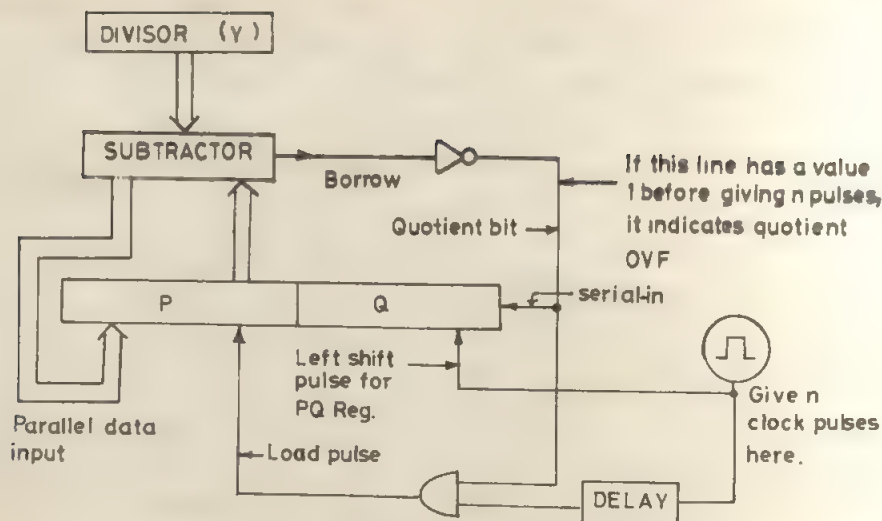 DIVISOR (Y)
SUBTRACTOR
Borrow
If this line has a value
1 before giving n pulses,
it indicates quotient
OVF
Quotient bit
P
Q
serial-in
Left shift
pulse for
PQ Reg.
Given n
clock pulses
here.
Parallel data
input
Load pulse
DELAY